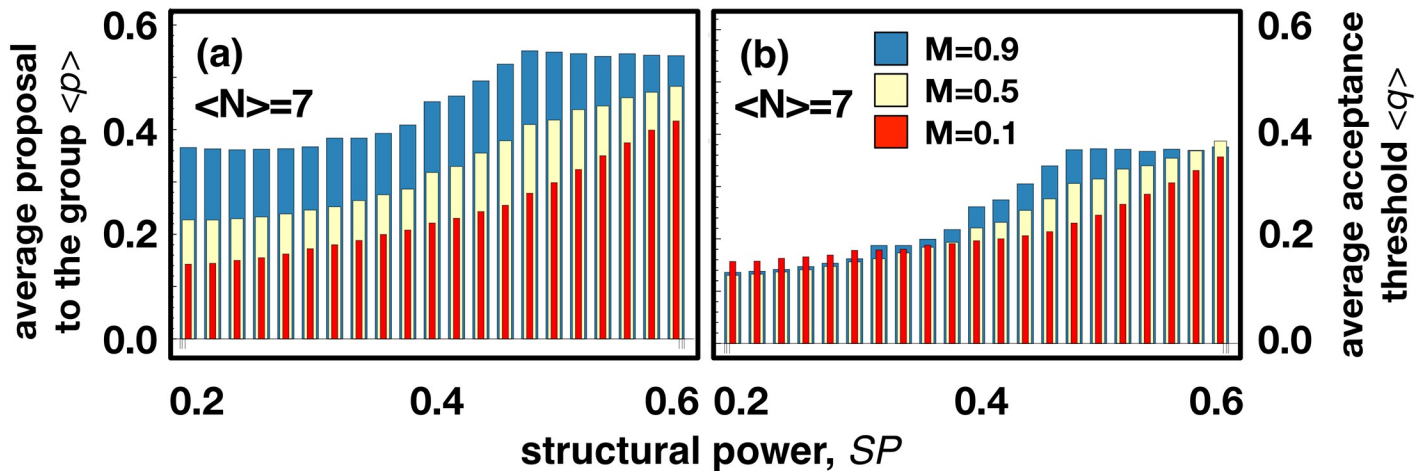 average proposal
to the group <p>
0.6
0.4
0.2
0.0
(a)
<N>=7
0.2
0.4
0.6
(b)
<N>=7
M=0.9
M=0.5
M=0.1
0.6
0.4
0.2
0.0
average acceptance
threshold <q>
0.2
0.4
0.6
structural power, SP